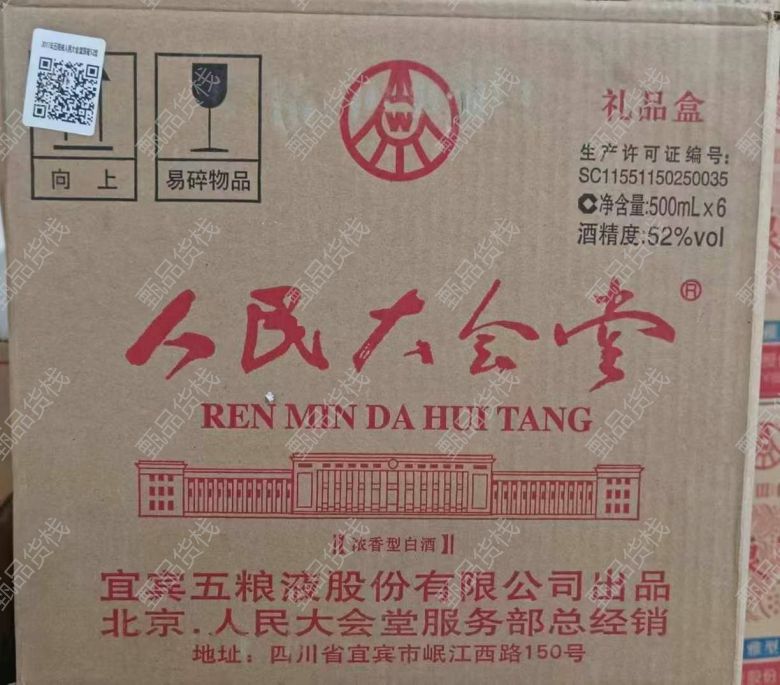 向 上
易碎物品
礼品盒
生产许可证编号:
SC11551150250035
净含量:500mL×6
酒精度:52%vol
人民大会堂®
REN MIN DA HUI TANG
浓香型白酒
宜宾五粮液股份有限公司出品
北京.人民大会堂服务部总经销
地址:四川省宜宾市岷江西路150号
甄品货栈